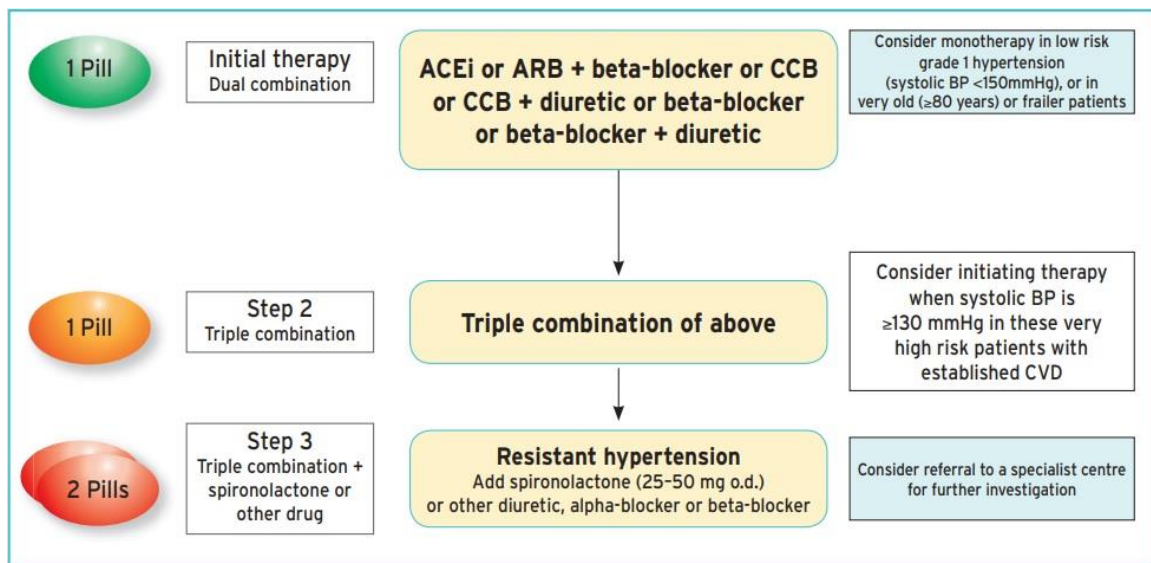 1 Pill
Initial therapy
Dual combination
ACEi or ARB + beta-blocker or CCB
or CCB + diuretic or beta-blocker
or beta-blocker + diuretic
Consider monotherapy in low risk
grade 1 hypertension
(systolic BP <150mmHg), or in
very old (≥80 years) or frailer patients
1 Pill
Step 2
Triple combination
Triple combination of above
Consider initiating therapy
when systolic BP is
≥130 mmHg in these very
high risk patients with
established CVD
2 Pills
Step 3
Triple combination +
spironolactone or
other drug
Resistant hypertension
Add spironolactone (25–50 mg o.d.)
or other diuretic, alpha-blocker or beta-blocker
Consider referral to a specialist centre
for further investigation